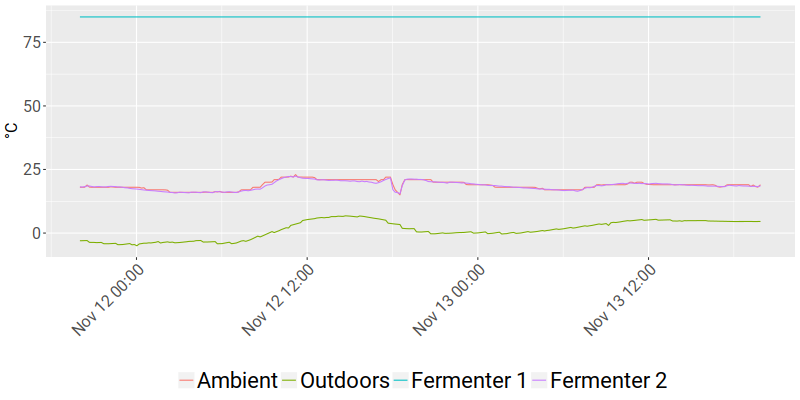 75
50
25
0
°C
Nov 12 00:00
Nov 12 12:00
Nov 13 00:00
Nov 13 12:00
Ambient Outdoors Fermenter 1 Fermenter 2